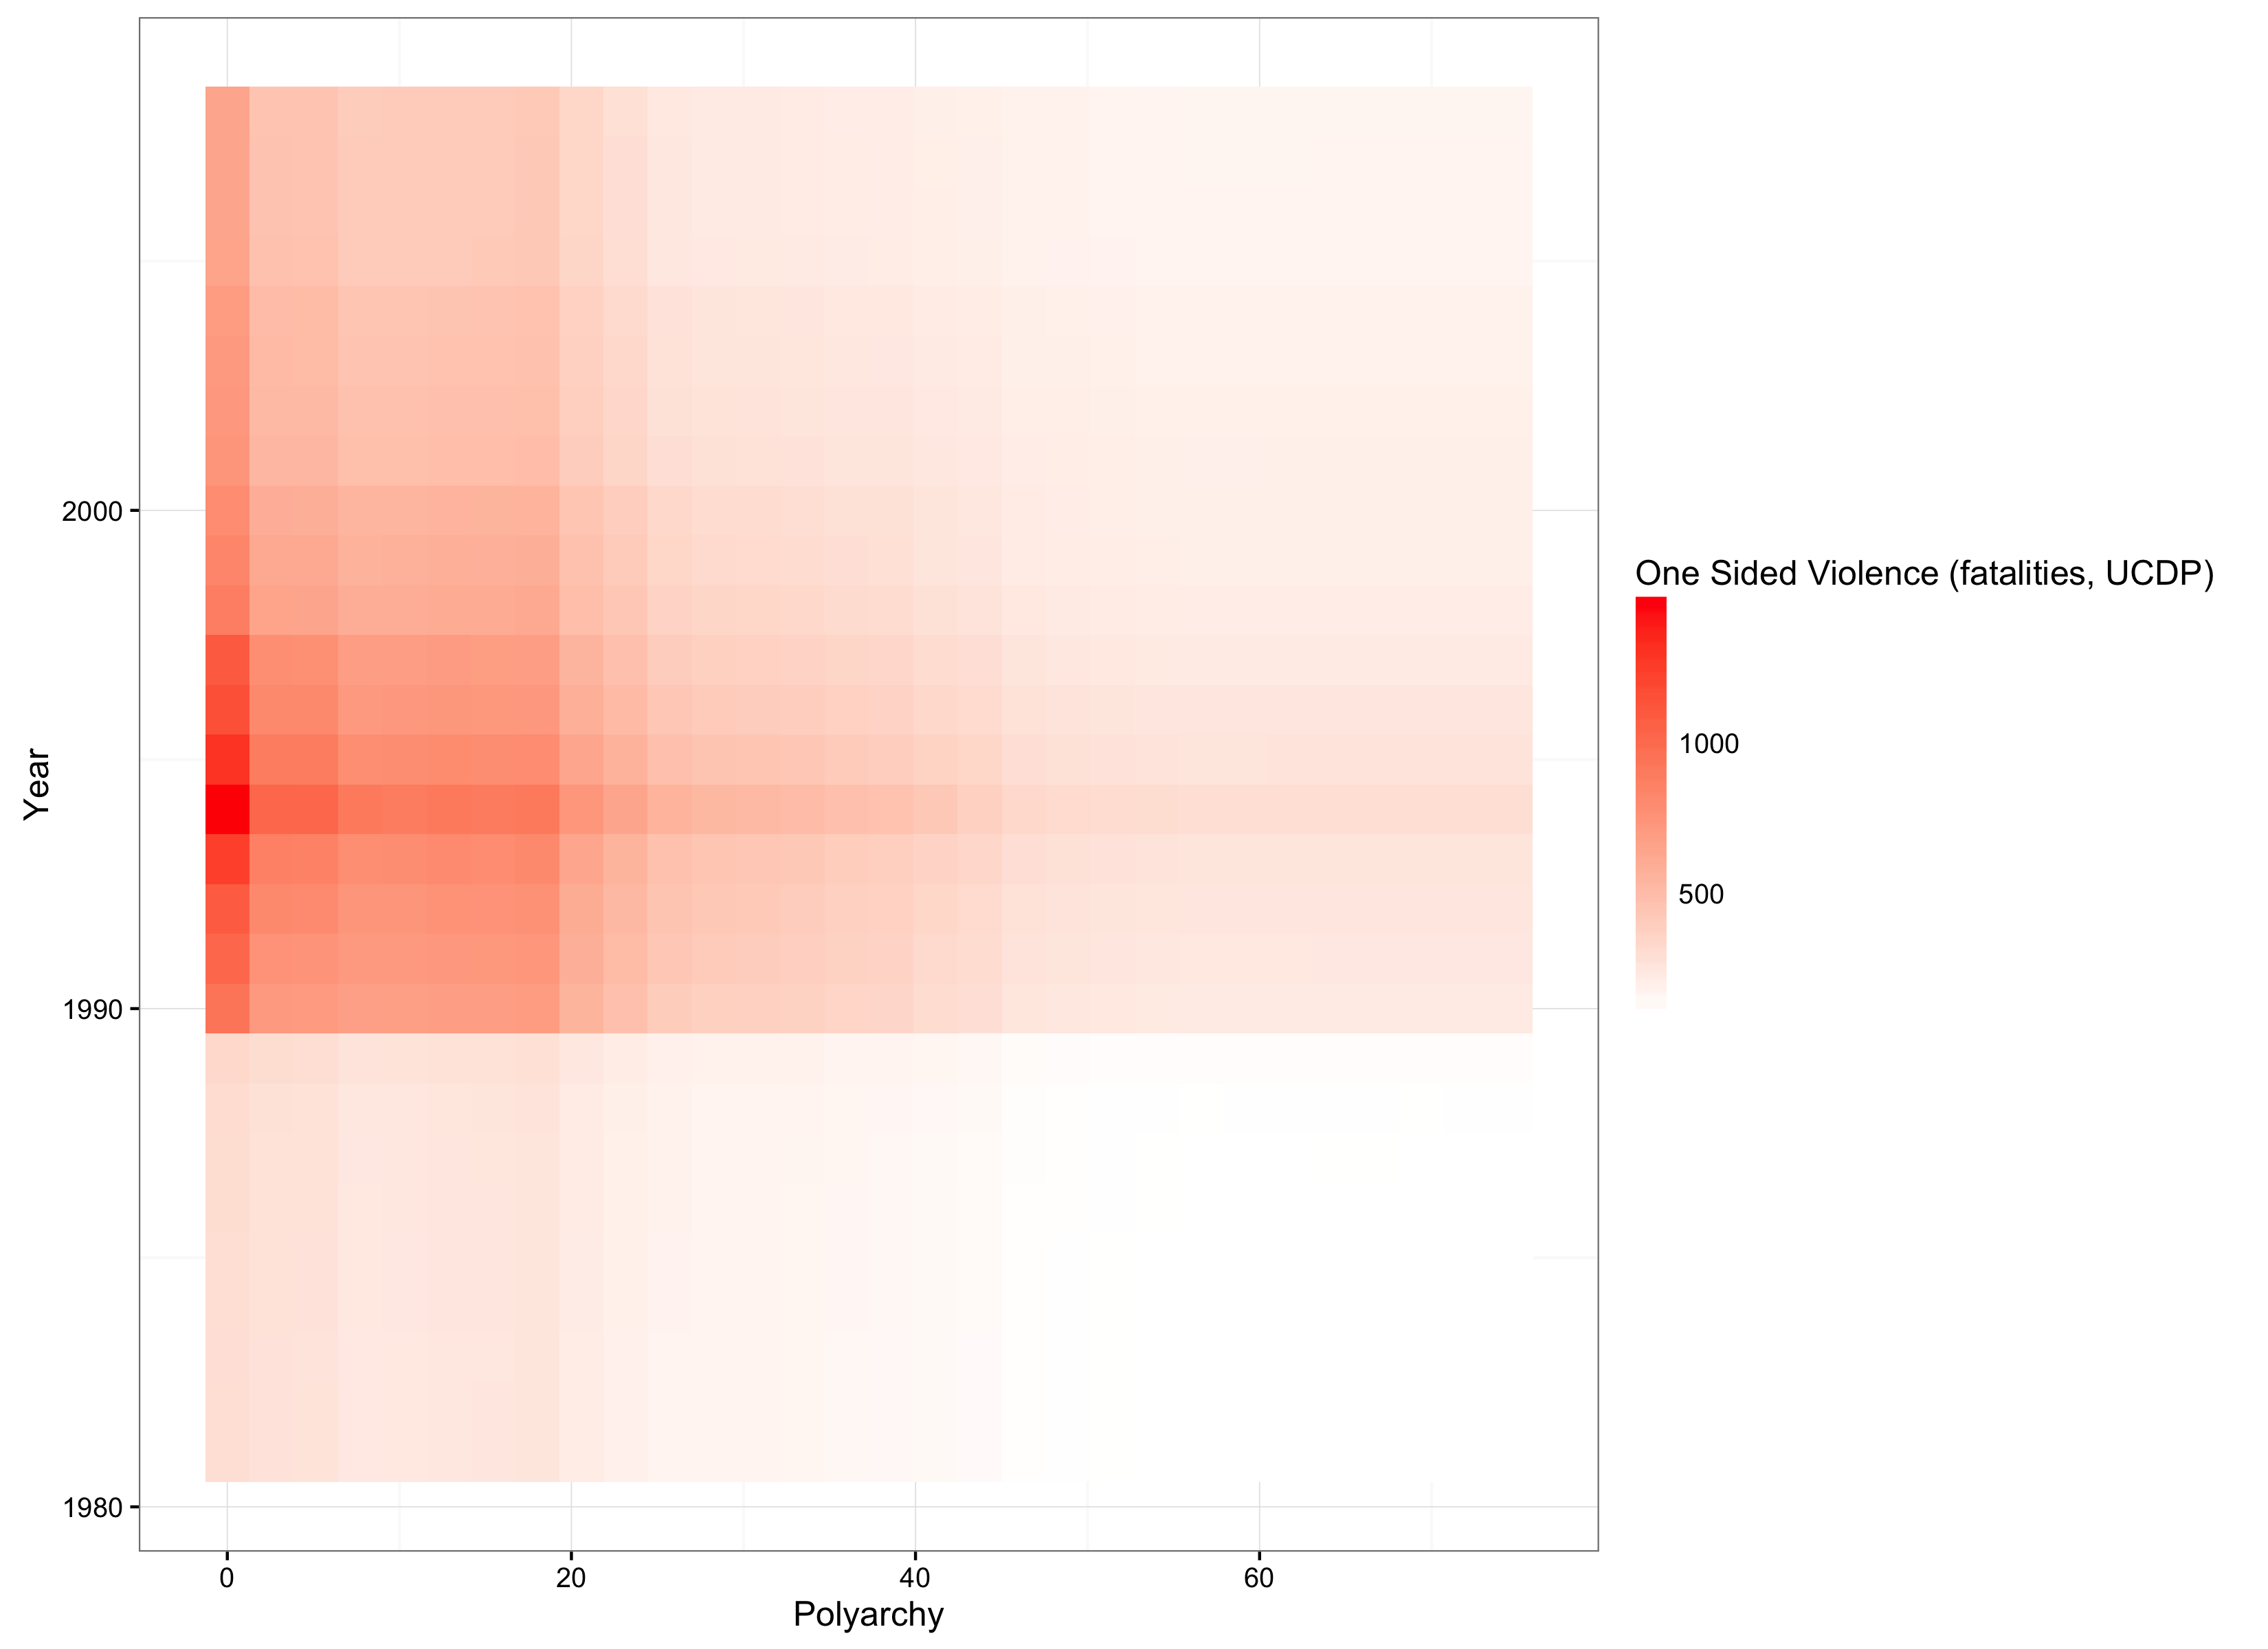 One Sided Violence (fatalities, UCDP)
1000
500
Year
2000
1990
1980
0 20 40 60
Polyarchy